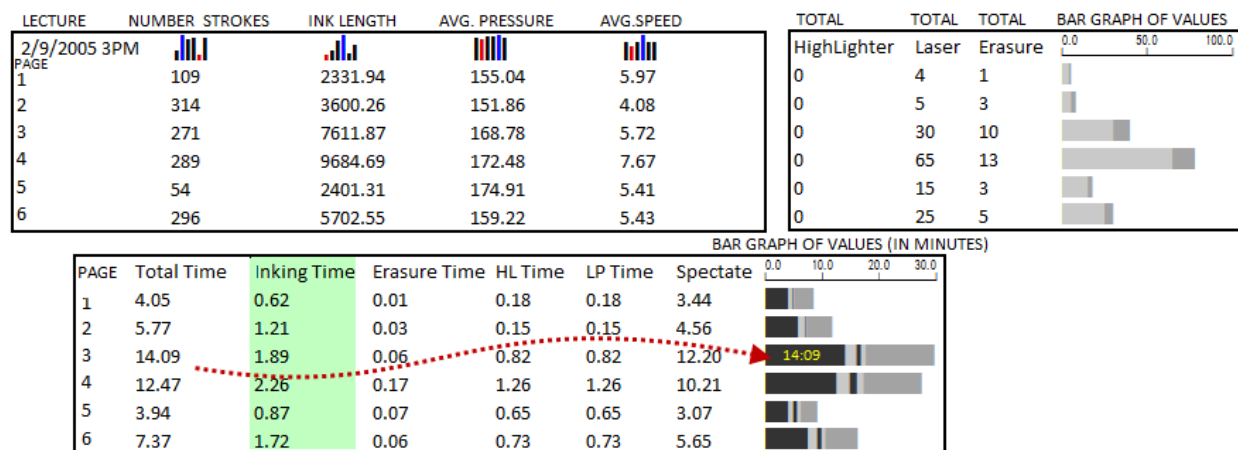 LECTURE NUMBER STROKES INK LENGTH AVG. PRESSURE AVG.SPEED
2/9/2005 3PM
PAGE
1 109 2331.94 155.04 5.97
2 314 3600.26 151.86 4.08
3 271 7611.87 168.78 5.72
4 289 9684.69 172.48 7.67
5 54 2401.31 174.91 5.41
6 296 5702.55 159.22 5.43
TOTAL TOTAL TOTAL BAR GRAPH OF VALUES
HighLighter Laser Erasure 0.0 50.0 100.0
0 4 1
0 5 3
0 30 10
0 65 13
0 15 3
0 25 5
BAR GRAPH OF VALUES (IN MINUTES)
PAGE Total Time Inking Time Erasure Time HL Time LP Time Spectate 0.0 10.0 20.0 30.0
1 4.05 0.62 0.01 0.18 0.18 3.44
2 5.77 1.21 0.03 0.15 0.15 4.56
3 14.09 1.89 0.06 0.82 0.82 12.20 14:09
4 12.47 2.26 0.17 1.26 1.26 10.21
5 3.94 0.87 0.07 0.65 0.65 3.07
6 7.37 1.72 0.06 0.73 0.73 5.65